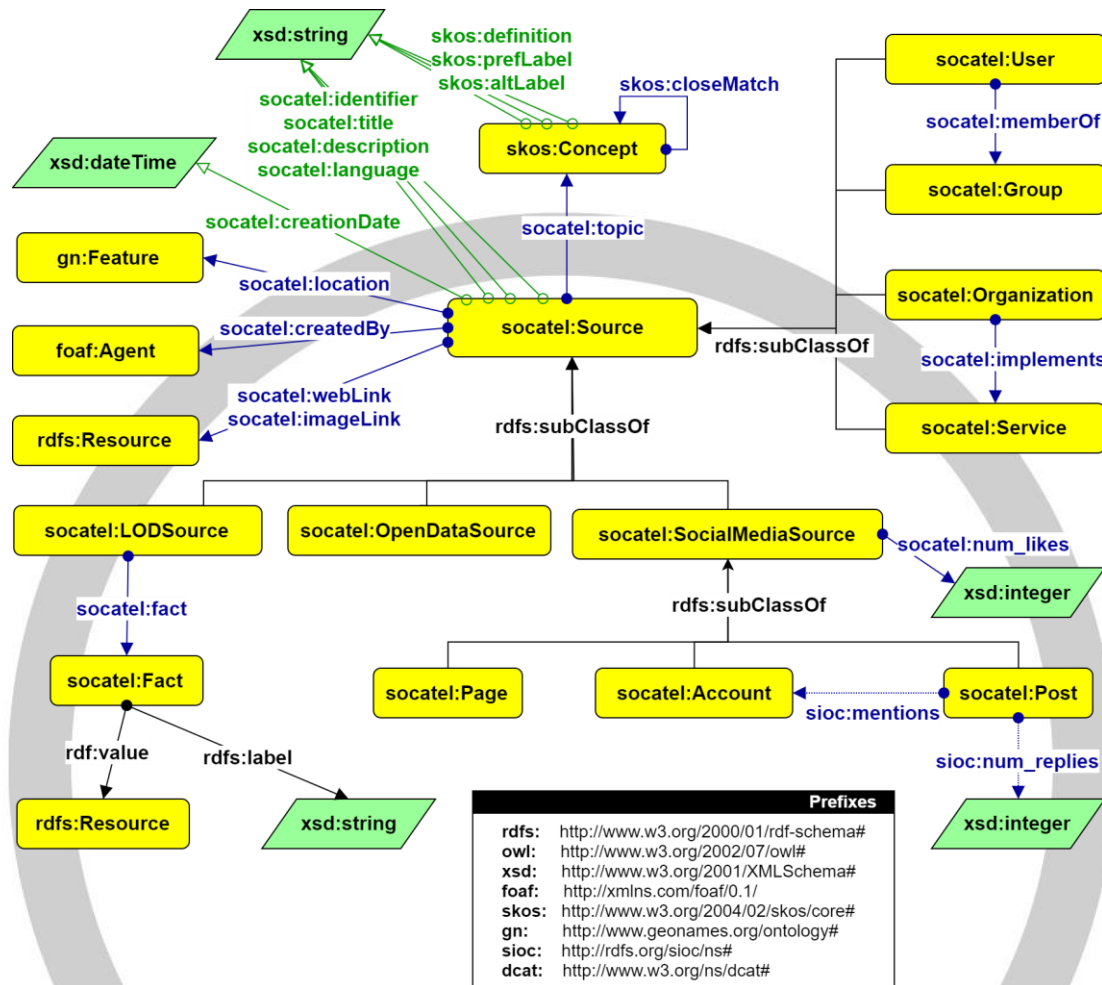 xsd:string
skos:definition
skos:prefLabel
skos:altLabel
socatel:User
skos:closeMatch
socatel:identifier
socatel:title
socatel:description
socatel:language
socatel:memberOf
xsd:dateTime
skos:Concept
socatel:Group
socatel:creationDate
socatel:topic
gn:Feature
socatel:location
socatel:Organization
socatel:createdBy
socatel:Source
foaf:Agent
rdfs:subClassOf
socatel:implements
socatel:webLink
socatel:imageLink
rdfs:Resource
rdfs:subClassOf
socatel:Service
socatel:LODSource
socatel:OpenDataSource
socatel:SocialMediaSource
socatel:num_likes
xsd:integer
socatel:fact
rdfs:subClassOf
socatel:Fact
socatel:Page
socatel:Account
socatel:Post
sioc:mentions
rdf:value
rdfs:label
sioc:num_replies
rdfs:Resource
xsd:string
xsd:integer
Prefixes
rdfs: http://www.w3.org/2000/01/rdf-schema#
owl: http://www.w3.org/2002/07/owl#
xsd: http://www.w3.org/2001/XMLSchema#
foaf: http://xmlns.com/foaf/0.1/
skos: http://www.w3.org/2004/02/skos/core#
gn: http://www.geonames.org/ontology#
sioc: http://rdfs.org/sioc/ns#
dcat: http://www.w3.org/ns/dcat#